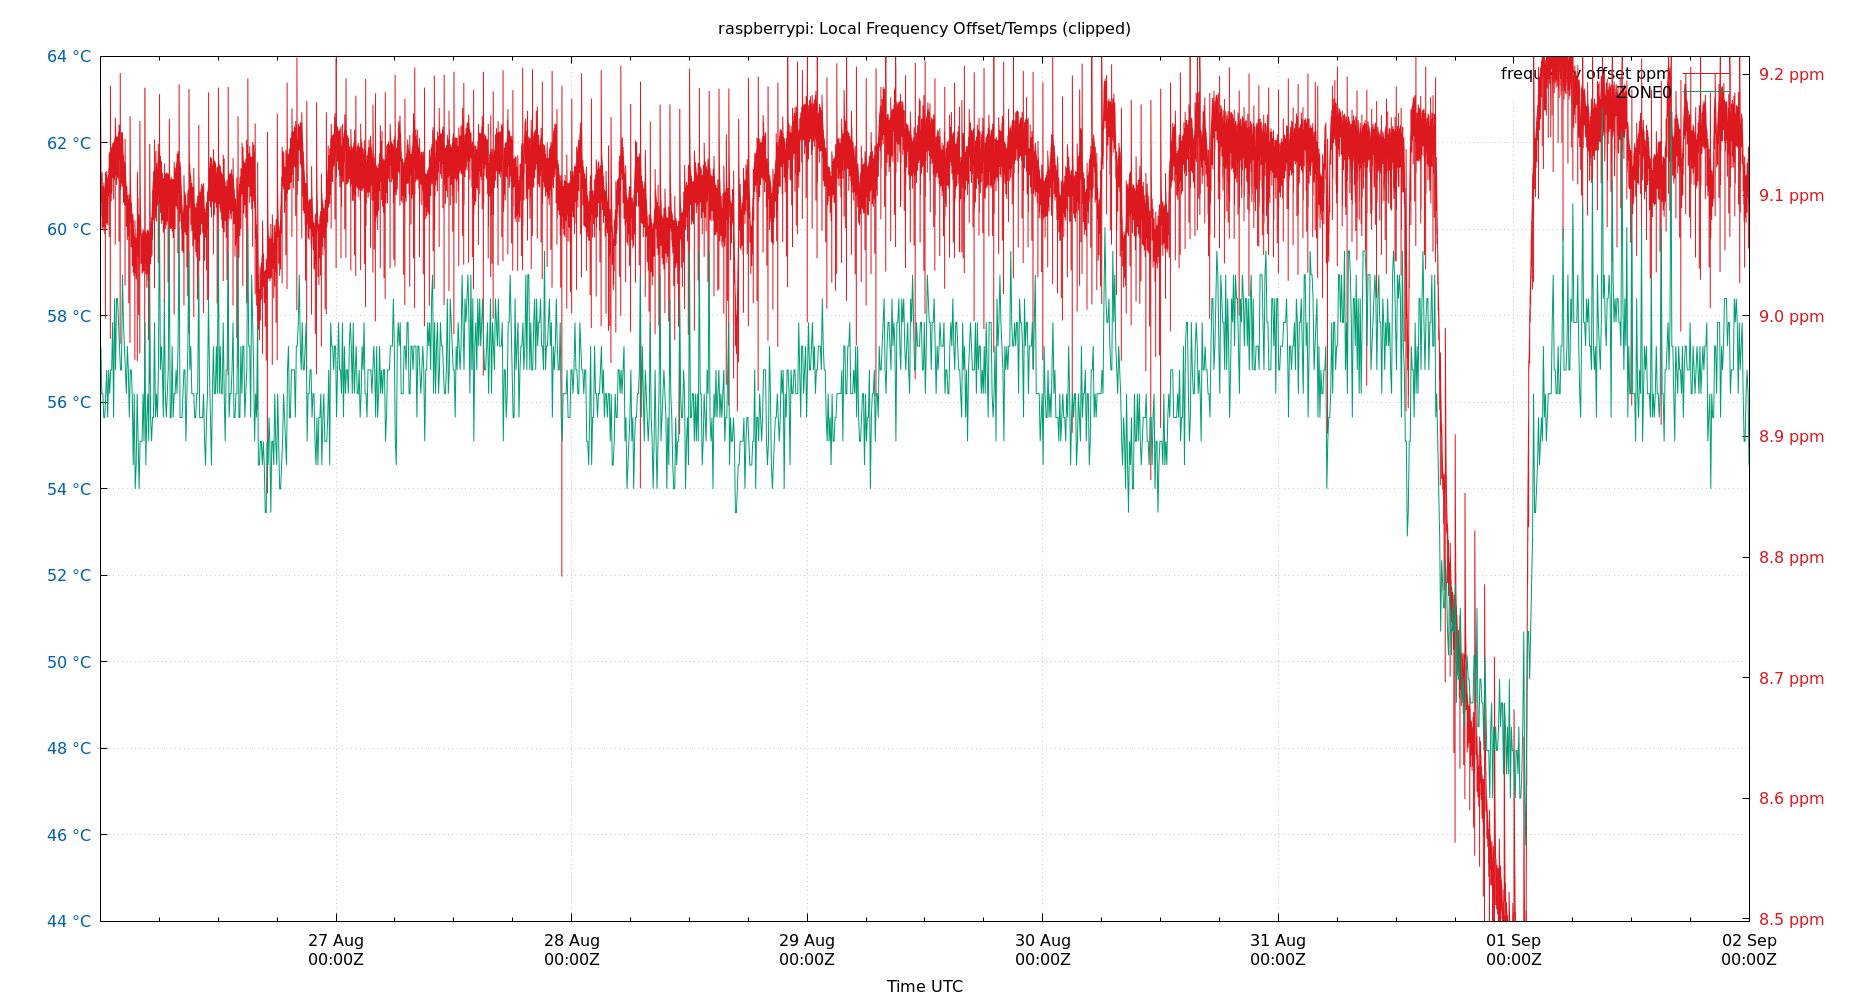 raspberrypi: Local Frequency Offset/Temps (clipped)
64 °C
62 °C
60 °C
58 °C
56 °C
54 °C
52 °C
50 °C
48 °C
46 °C
44 °C
frequency offset ppm
ZONE0
9.2 ppm
9.1 ppm
9.0 ppm
8.9 ppm
8.8 ppm
8.7 ppm
8.6 ppm
8.5 ppm
27 Aug
00:00Z
28 Aug
00:00Z
29 Aug
00:00Z
30 Aug
00:00Z
31 Aug
00:00Z
01 Sep
00:00Z
02 Sep
00:00Z
Time UTC